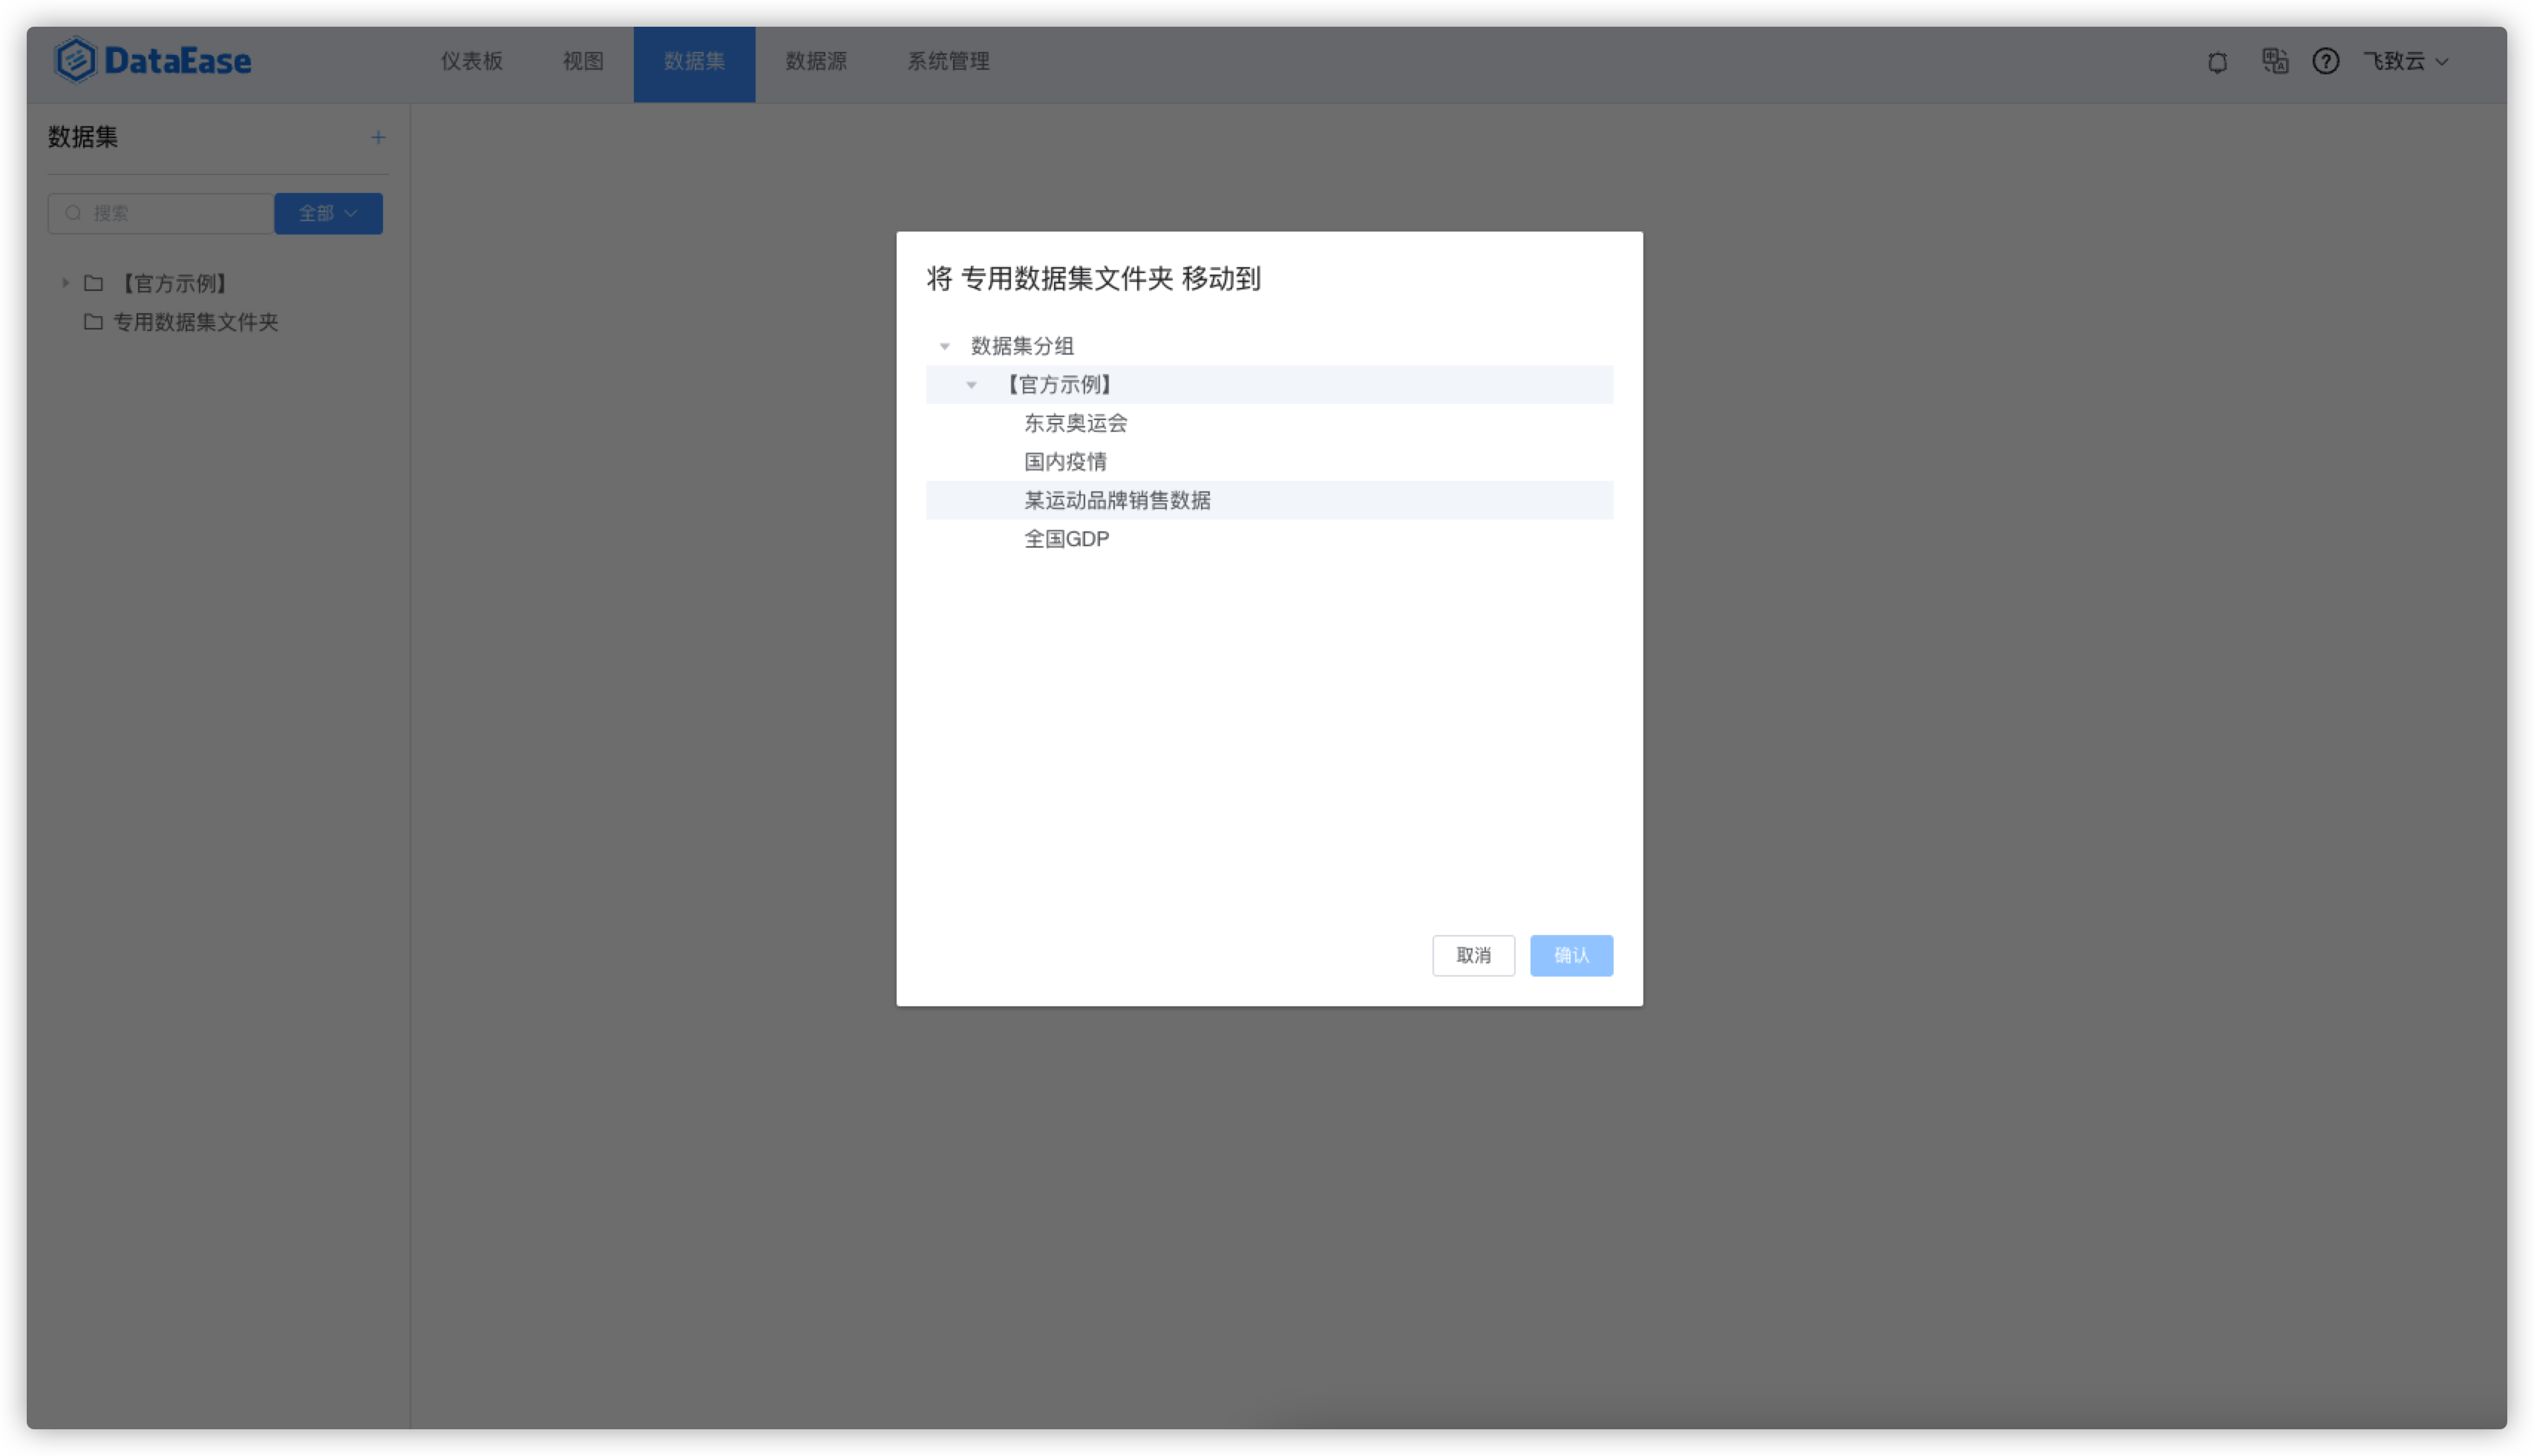 DataEase 仪表板 视图 数据集 数据源 系统管理 飞致云
数据集
搜索 全部
【官方示例】
专用数据集文件夹
将 专用数据集文件夹 移动到
数据集分组
【官方示例】
东京奥运会
国内疫情
某运动品牌销售数据
全国GDP
取消 确认